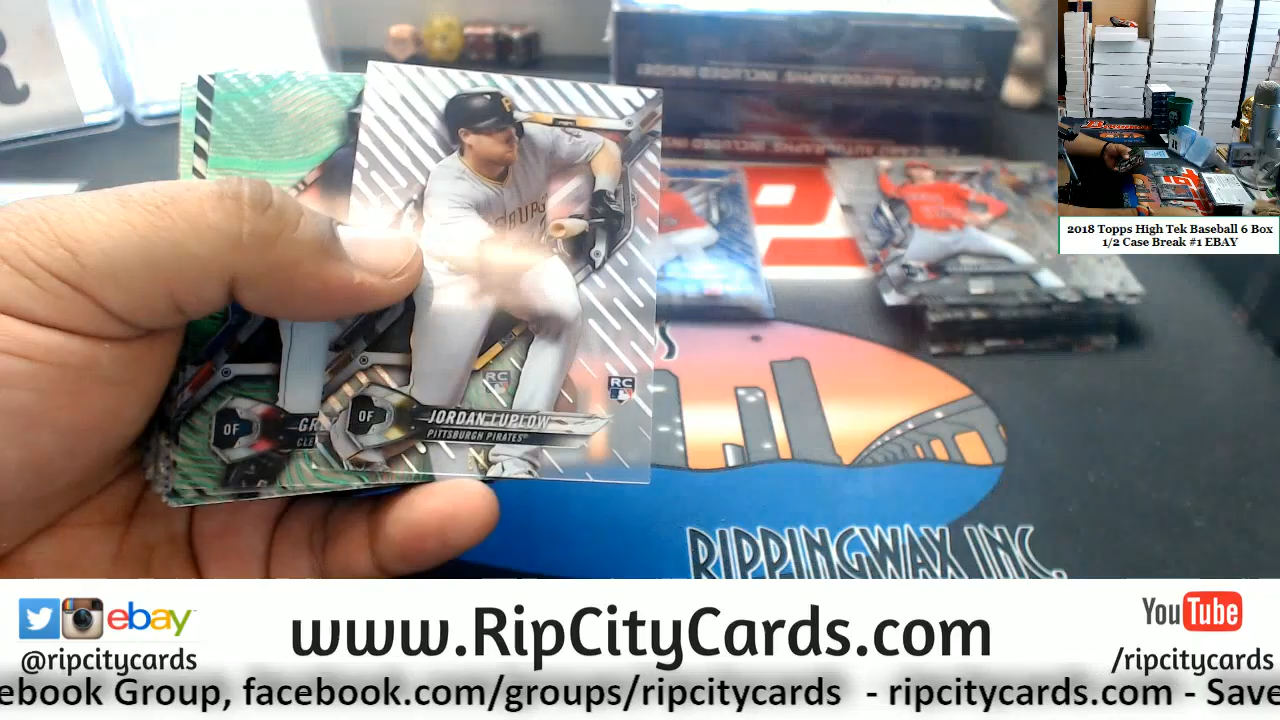 2018 Topps High Tek Baseball 6 Box
1/2 Case Break #1 EBAY
P
RC
RC
OF
GR
CLE
OF
JORDAN LUPLOW
PITTSBURGH PIRATES
RIPPINGWAX INC.
ebay
@ripcitycards
www.RipCityCards.com
YouTube
/ripcitycards
ebook Group, facebook.com/groups/ripcitycards - ripcitycards.com - Save